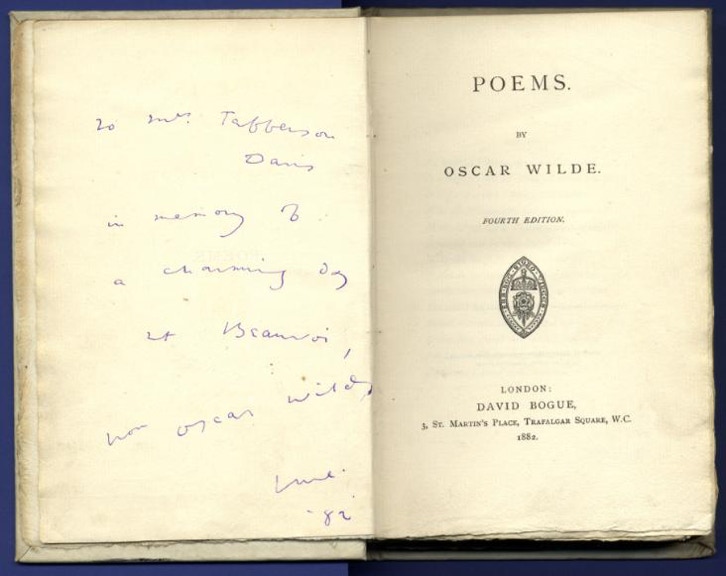 To Mrs. Jefferson
Davis
in memory of
a charming day
at Beauvoir,
from Oscar Wilde
June.
'82
POEMS.
BY
OSCAR WILDE.
FOURTH EDITION.
LONDON:
DAVID BOGUE,
3, St. Martin's Place, Trafalgar Square, W.C.
1882.